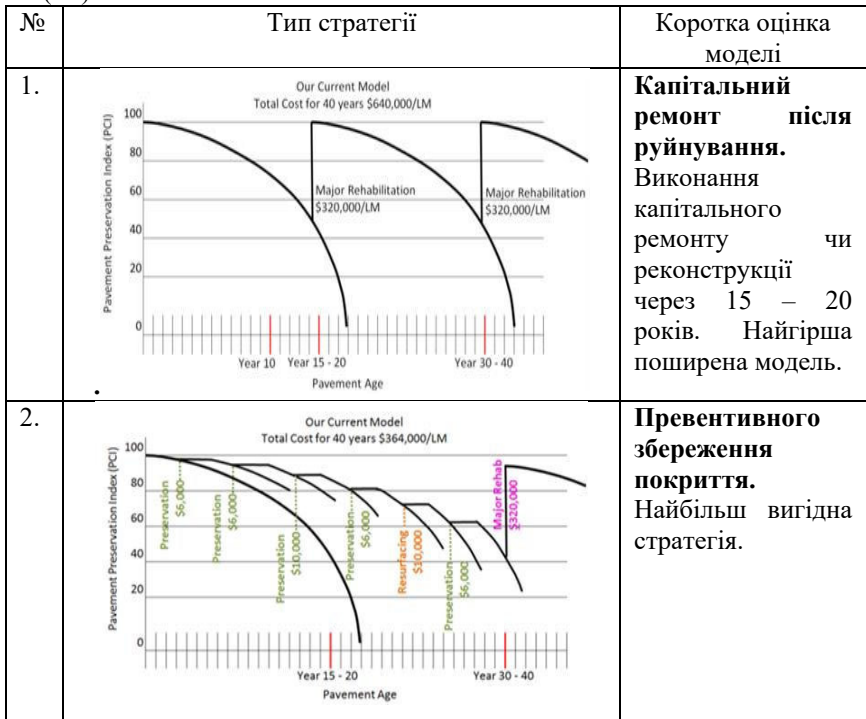 №
Тип стратегії
Коротка оцінка
моделі
1.
Our Current Model
Total Cost for 40 years $640,000/LM
Pavement Preservation Index (PCI)
100
80
60
40
20
0
Major Rehabilitation
$320,000/LM
Major Rehabilitation
$320,000/LM
Year 10
Year 15 - 20
Year 30 - 40
Pavement Age
.
Капітальний
ремонт після
руйнування.
Виконання
капітального
ремонту чи
реконструкції
через 15 – 20
років. Найгірша
поширена модель.
2.
Our Current Model
Total Cost for 40 years $364,000/LM
Pavement Preservation Index (PCI)
100
80
60
40
20
0
Preservation
$6,000
Preservation
$6,000
Preservation
$10,000
Preservation
$6,000
Resurfacing
$10,000
Preservation
$6,000
Major Rehab
$320,000
Year 15 - 20
Year 30 - 40
Pavement Age
Превентивного
збереження
покриття.
Найбільш вигідна
стратегія.